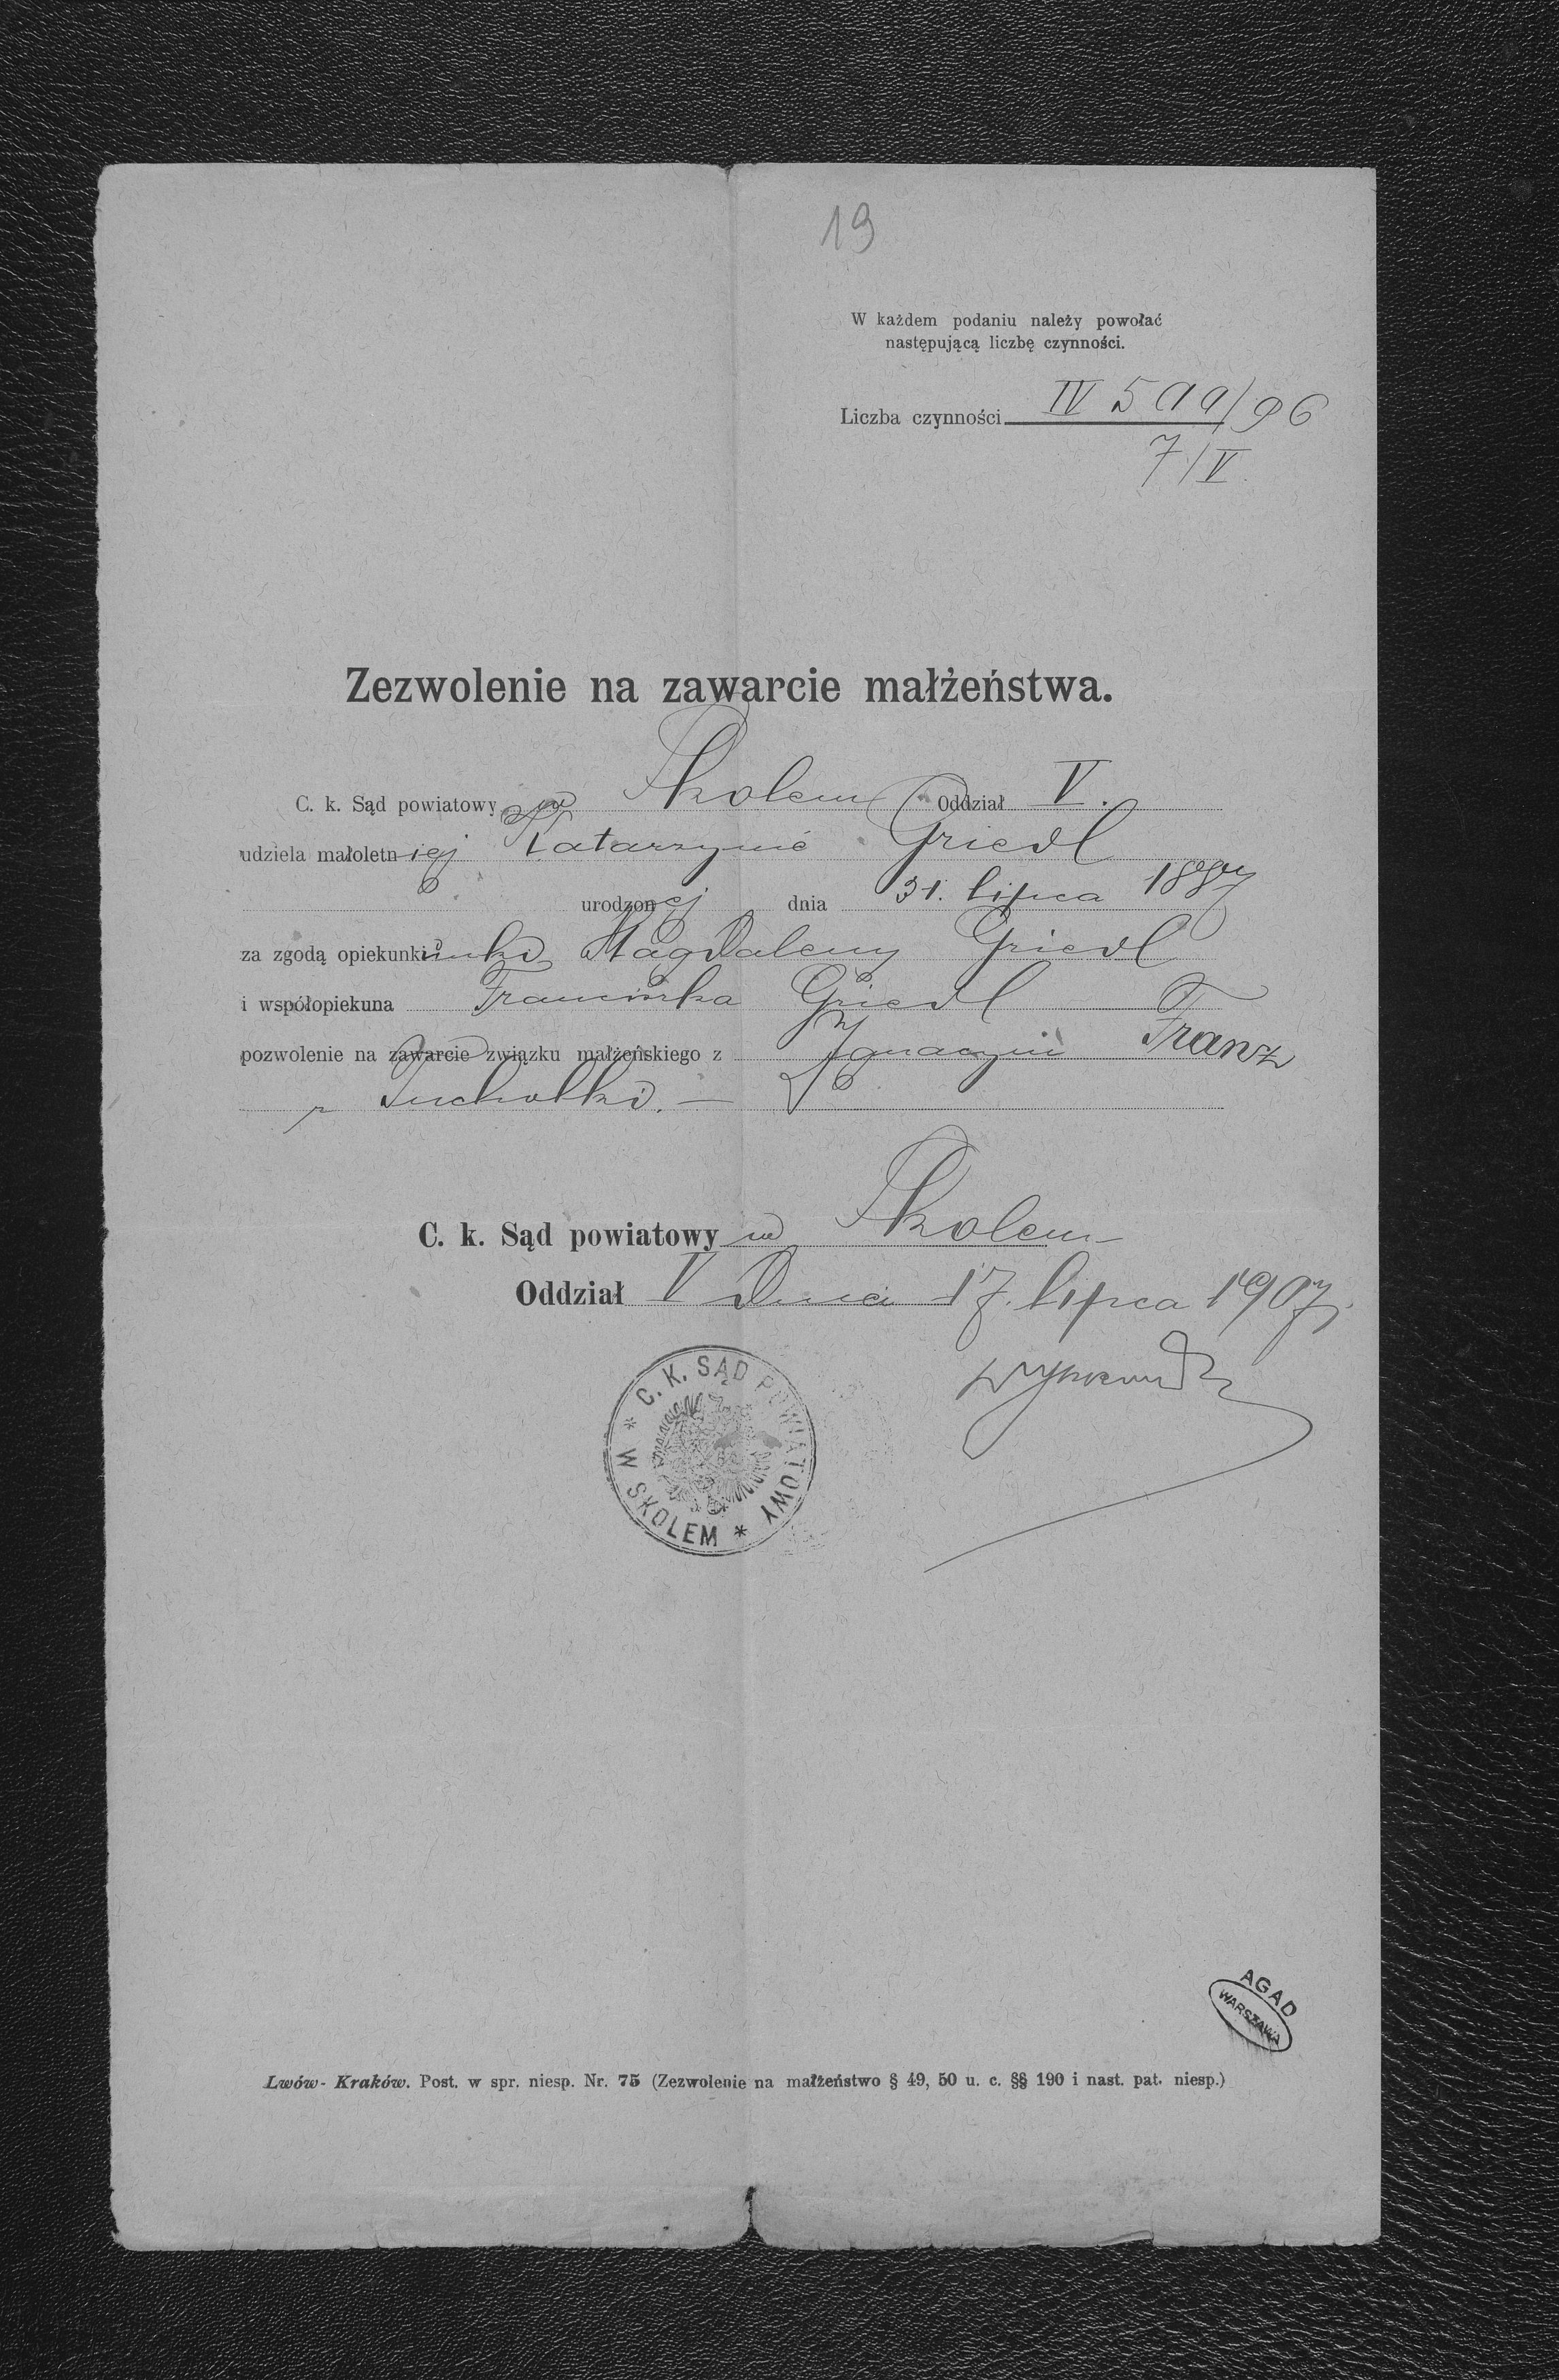 19
W każdem podaniu należy powołać
następującą liczbę czynności.
Liczba czynności IV 5 /96
7/V.
Zezwolenie na zawarcie małżeństwa.
C. k. Sąd powiatowy w Skolem Oddział V.
udziela małoletniej Katarzynie Griedl
urodzonej dnia 31. lipca 1887
za zgodą opiekunki Magdaleny Griedl
i współopiekuna Franciszka Griedl
pozwolenie na zawarcie związku małżeńskiego z Ignacym Franz
z Tucholki. —
C. k. Sąd powiatowy w Skolem
Oddział V Dnia 17. lipca 1907.
C. K. SĄD POWIATOWY * W SKOLEM *
AGAD
WARSZAWA
Lwów - Kraków. Post. w spr. niesp. Nr. 75 (Zezwolenie na małżeństwo § 49, 50 u. c. §§ 190 i nast. pat. niesp.)